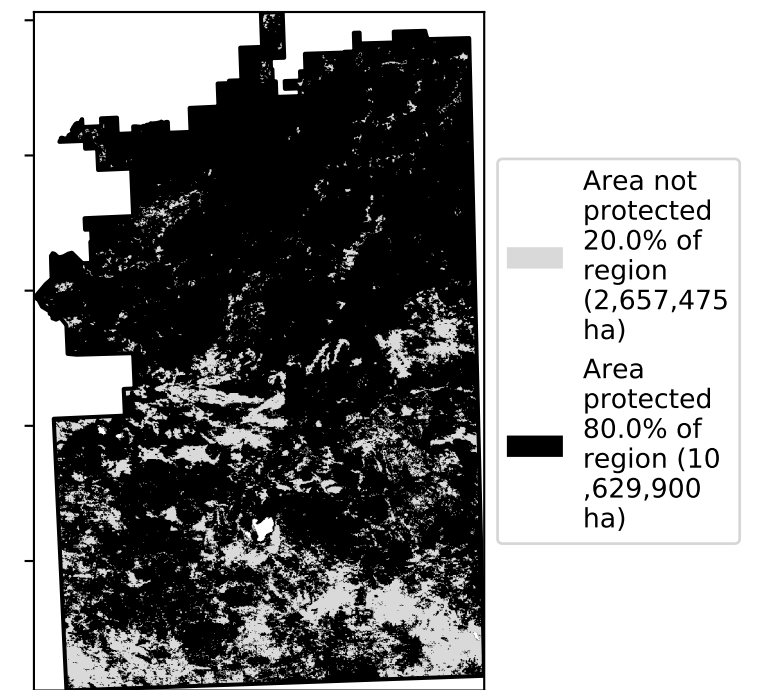 Area not
protected
20.0% of
region
(2,657,475
ha)
Area
protected
80.0% of
region (10
,629,900
ha)